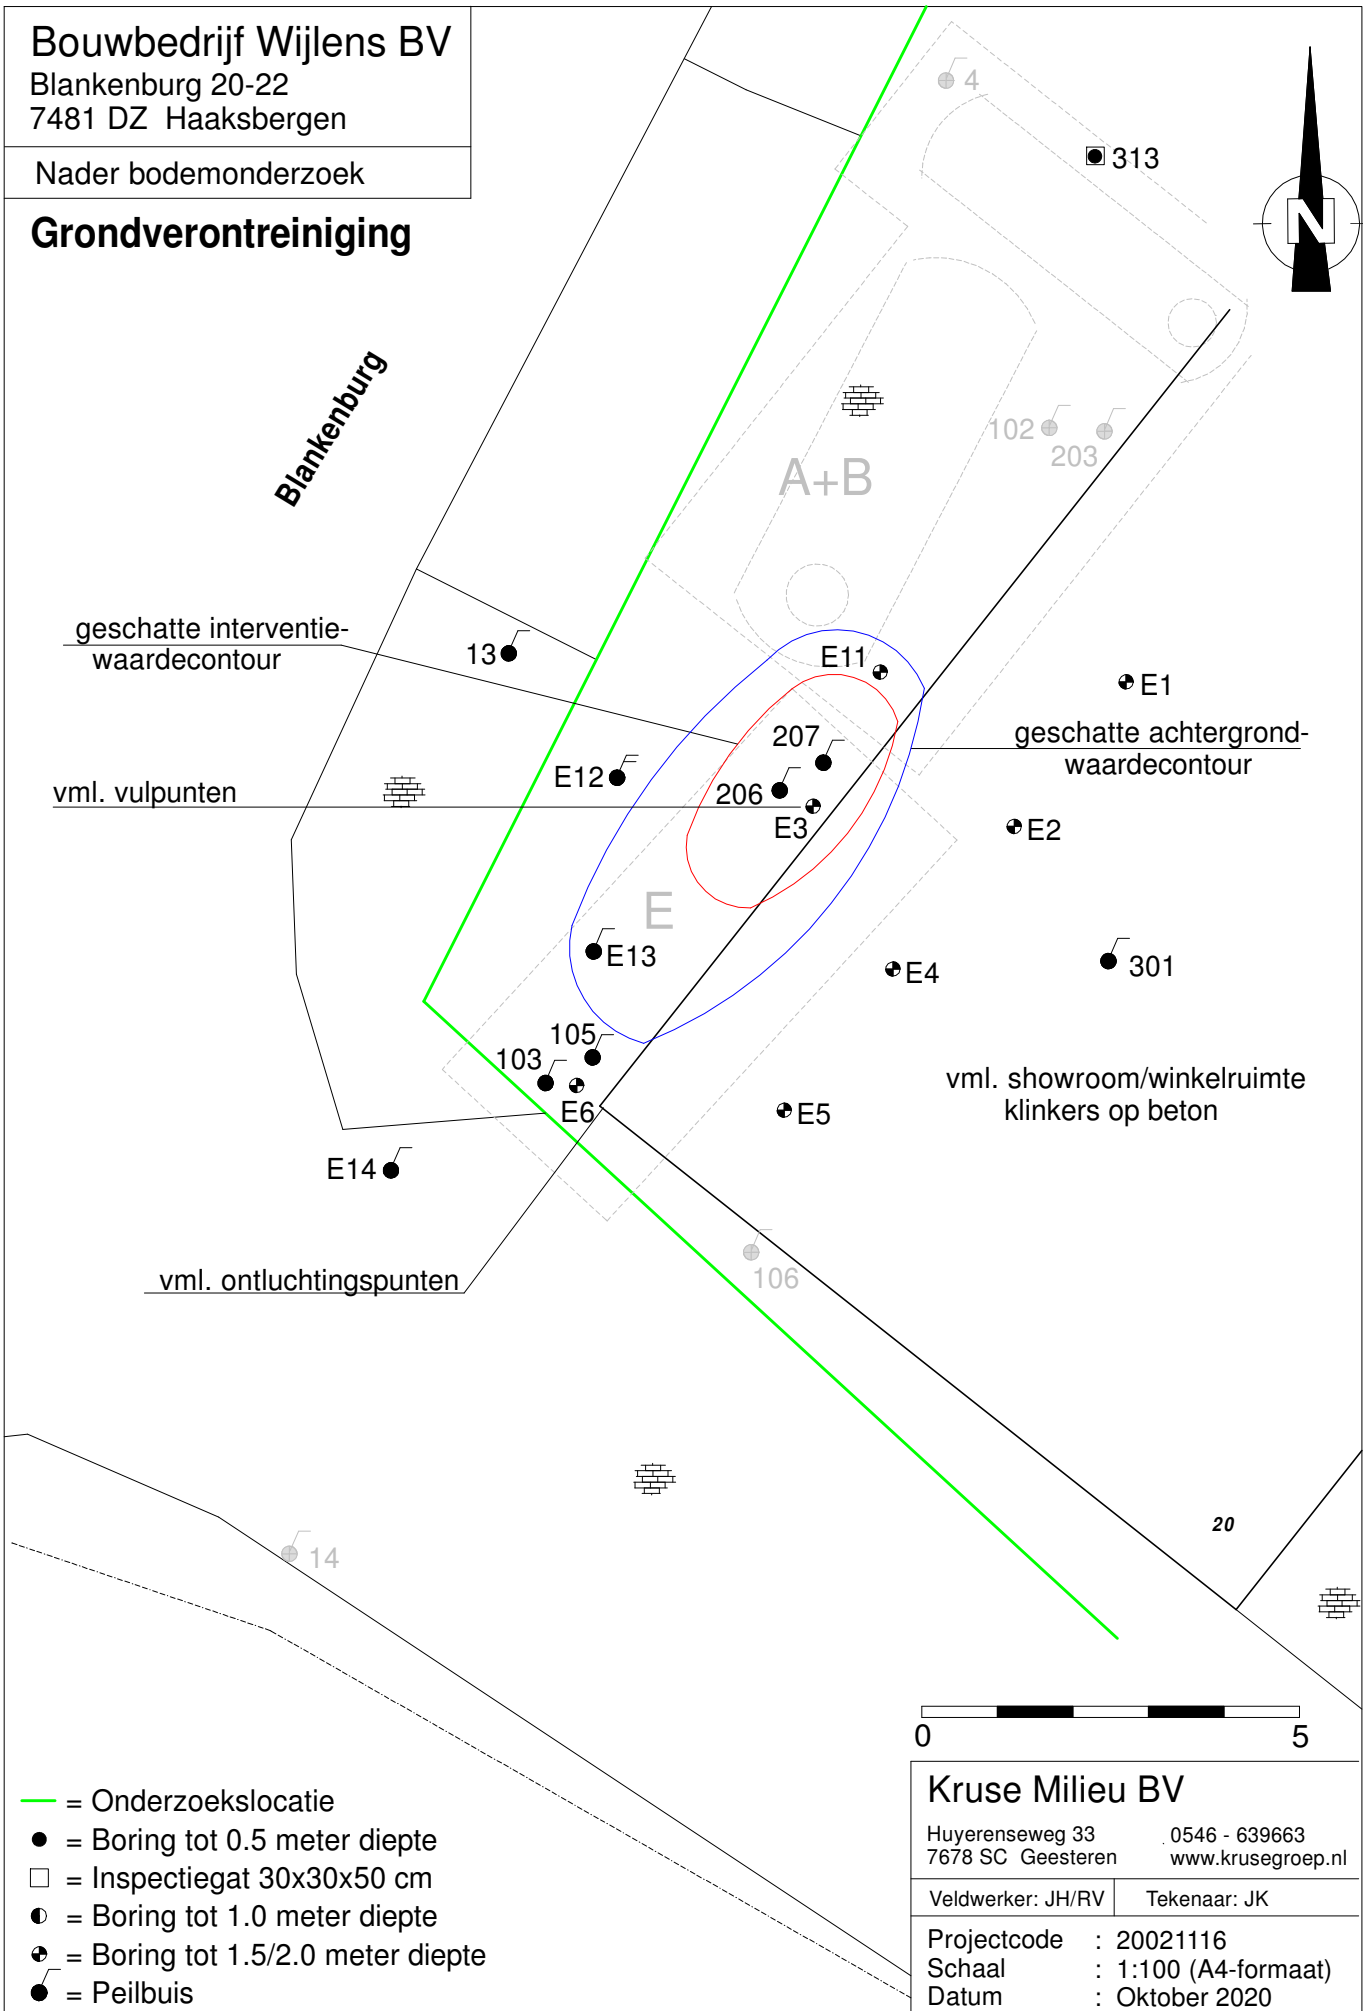 Bouwbedrijf Wijlens BV
Blankenburg 20-22
7481 DZ Haaksbergen
Nader bodemonderzoek
Grondverontreiniging
4
313
N
Blankenburg
102
203
A+B
geschatte interventie-
waardecontour
13
E11
E1
207
geschatte achtergrond-
waardecontour
E12
vml. vulpunten
206
E3
E2
E
E13
E4
301
105
103
E6
E5
vml. showroom/winkelruimte
klinkers op beton
E14
106
vml. ontluchtingspunten
20
14
0 5
= Onderzoekslocatie
= Boring tot 0.5 meter diepte
= Inspectiegat 30x30x50 cm
= Boring tot 1.0 meter diepte
= Boring tot 1.5/2.0 meter diepte
= Peilbuis
Kruse Milieu BV
Huyerenseweg 33 0546 - 639663
7678 SC Geesteren www.krusegroep.nl
Veldwerker: JH/RV Tekenaar: JK
Projectcode : 20021116
Schaal : 1:100 (A4-formaat)
Datum : Oktober 2020